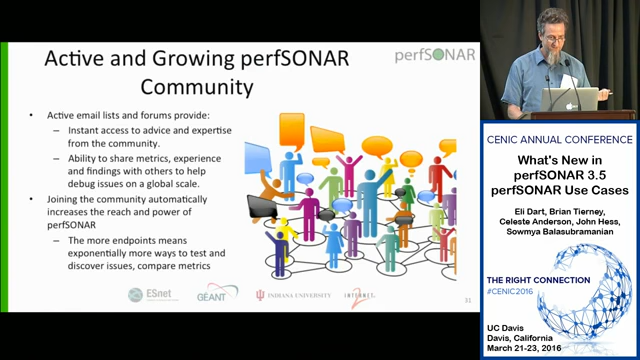 Active and Growing perfSONAR
Community
perfSONAR
• Active email lists and forums provide:
– Instant access to advice and expertise
from the community.
– Ability to share metrics, experience
and findings with others to help
debug issues on a global scale.
• Joining the community automatically
increases the reach and power of
perfSONAR
– The more endpoints means
exponentially more ways to test and
discover issues, compare metrics
ESnet
GÉANT
INDIANA UNIVERSITY
INTERNET
2
31
CENIC ANNUAL CONFERENCE
What's New in
perfSONAR 3.5
perfSONAR Use Cases
Eli Dart, Brian Tierney,
Celeste Anderson, John Hess,
Sowmya Balasubramanian
THE RIGHT CONNECTION
#CENIC2016
UC Davis
Davis, California
March 21-23, 2016